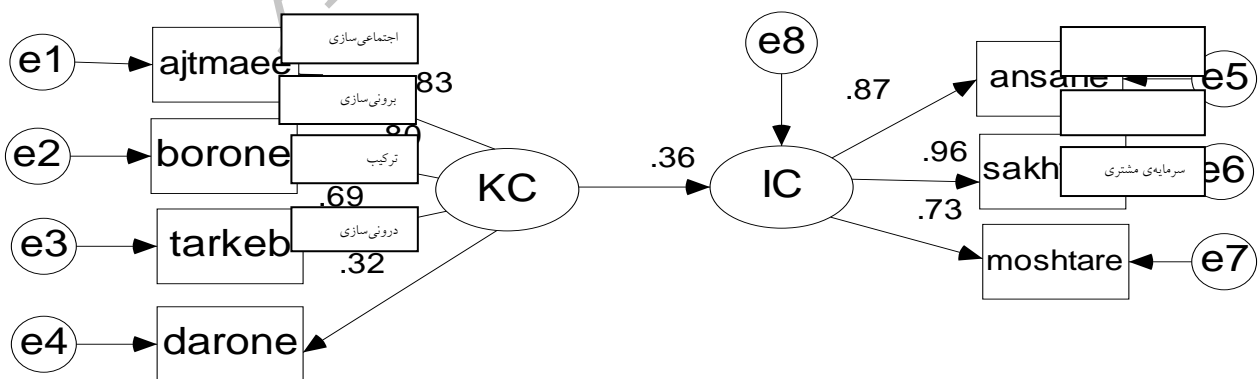 e1
ajtmaee
اجتماعی‌سازی
83
e2
borone
برونی‌سازی
.80
e3
tarkeb
ترکیب
.69
e4
darone
درونی‌سازی
.32
KC
.36
e8
IC
.87
ansane
e5
.96
e6
سرمایه‌ی مشتری
.73
moshtare
e7